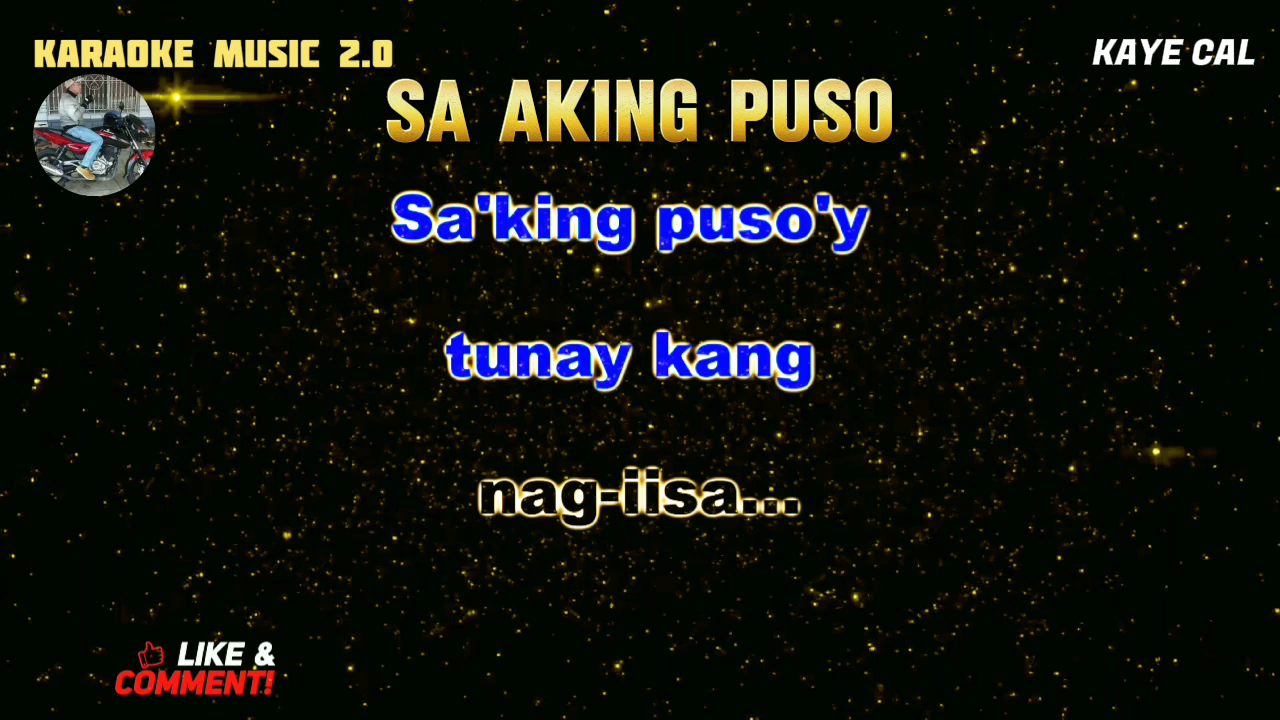 KARAOKE MUSIC 2.0
KAYE CAL
SA AKING PUSO
Sa'king puso'y
tunay kang
nag-iisa...
LIKE &
COMMENT!